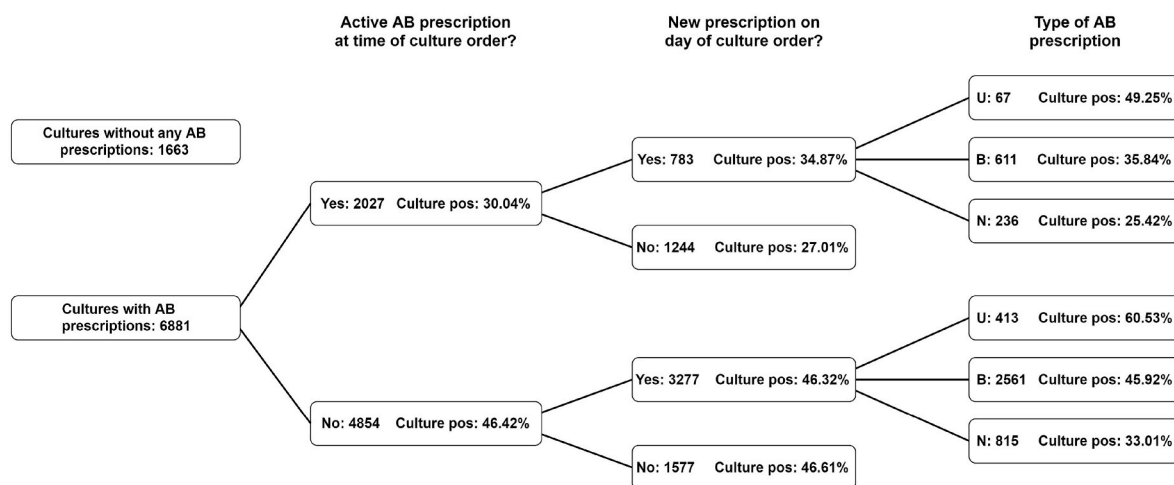 Active AB prescription
at time of culture order?
New prescription on
day of culture order?
Type of AB
prescription
Cultures without any AB
prescriptions: 1663
Cultures with AB
prescriptions: 6881
Yes: 2027 Culture pos: 30.04%
No: 4854 Culture pos: 46.42%
Yes: 783 Culture pos: 34.87%
No: 1244 Culture pos: 27.01%
Yes: 3277 Culture pos: 46.32%
No: 1577 Culture pos: 46.61%
U: 67 Culture pos: 49.25%
B: 611 Culture pos: 35.84%
N: 236 Culture pos: 25.42%
U: 413 Culture pos: 60.53%
B: 2561 Culture pos: 45.92%
N: 815 Culture pos: 33.01%